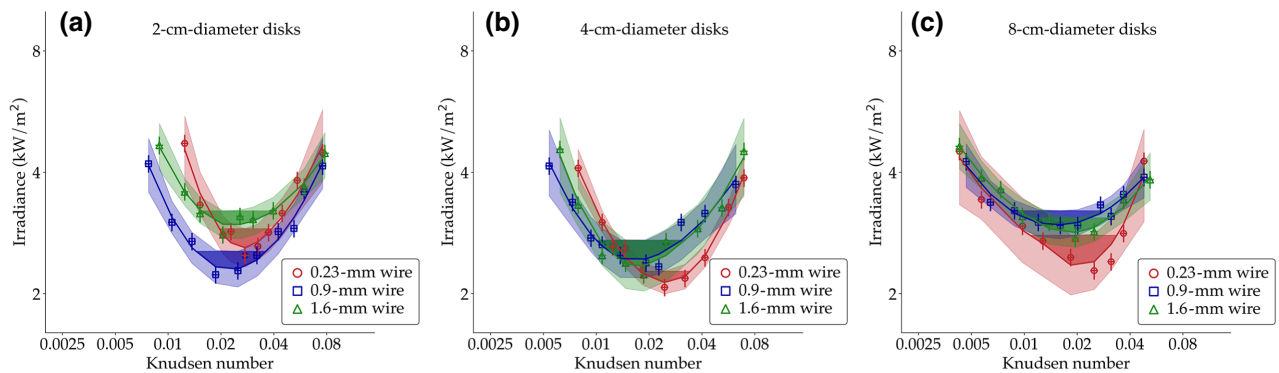 (a)
2-cm-diameter disks
Irradiance (kW/m²)
8
4
2
0.23-mm wire
0.9-mm wire
1.6-mm wire
0.0025 0.005 0.01 0.02 0.04 0.08
Knudsen number
(b)
4-cm-diameter disks
Irradiance (kW/m²)
8
4
2
0.23-mm wire
0.9-mm wire
1.6-mm wire
0.0025 0.005 0.01 0.02 0.04 0.08
Knudsen number
(c)
8-cm-diameter disks
Irradiance (kW/m²)
8
4
2
0.23-mm wire
0.9-mm wire
1.6-mm wire
0.0025 0.005 0.01 0.02 0.04 0.08
Knudsen number